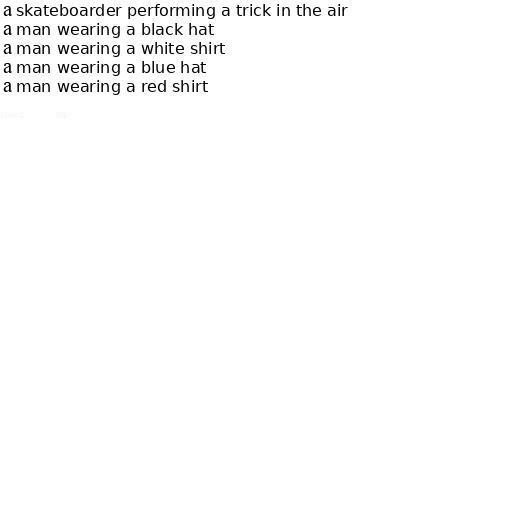 a skateboarder performing a trick in the air
a man wearing a black hat
a man wearing a white shirt
a man wearing a blue hat
a man wearing a red shirt